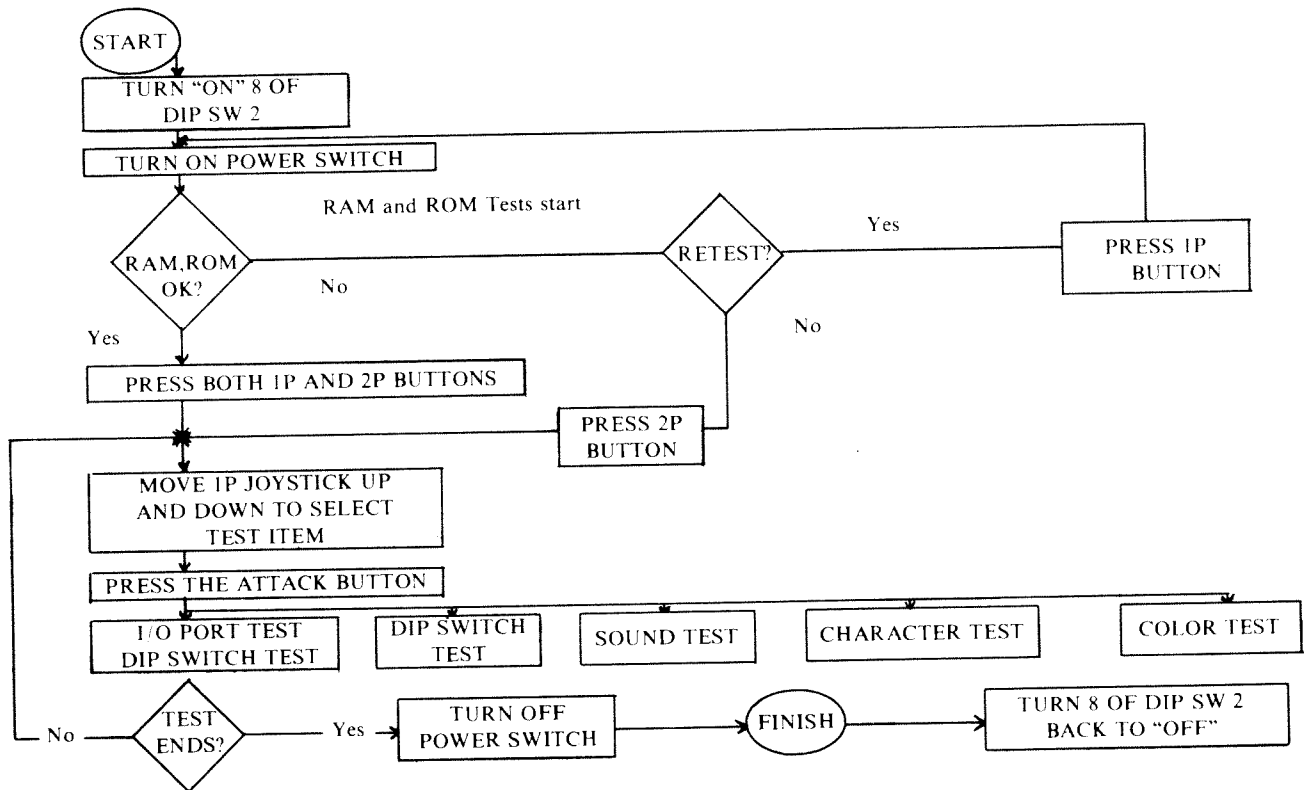 START
TURN “ON” 8 OF
DIP SW 2
TURN ON POWER SWITCH
RAM and ROM Tests start
RAM,ROM
OK?
No
RETEST?
Yes
PRESS 1P
BUTTON
No
Yes
PRESS BOTH 1P AND 2P BUTTONS
PRESS 2P
BUTTON
MOVE 1P JOYSTICK UP
AND DOWN TO SELECT
TEST ITEM
PRESS THE ATTACK BUTTON
I/O PORT TEST
DIP SWITCH TEST
DIP SWITCH
TEST
SOUND TEST
CHARACTER TEST
COLOR TEST
No
TEST
ENDS?
Yes
TURN OFF
POWER SWITCH
FINISH
TURN 8 OF DIP SW 2
BACK TO “OFF”